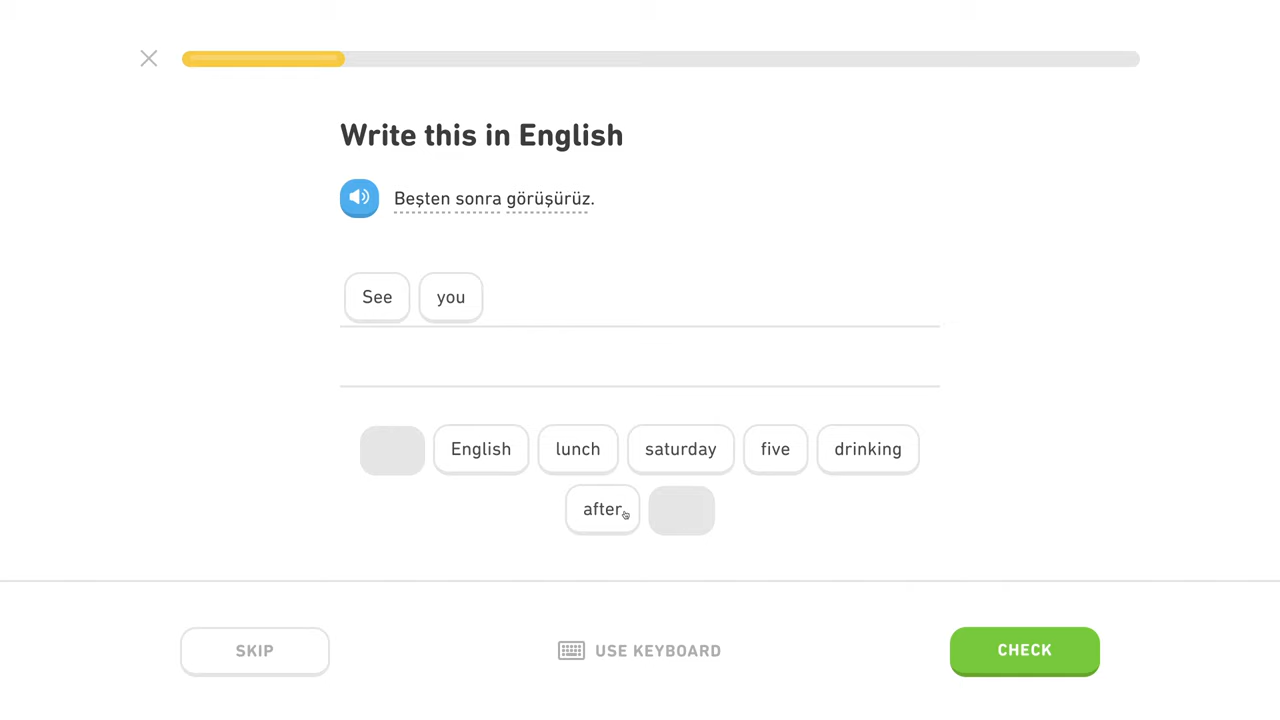 Write this in English
Beşten sonra görüşürüz.
See you
English lunch saturday five drinking
after
SKIP USE KEYBOARD CHECK